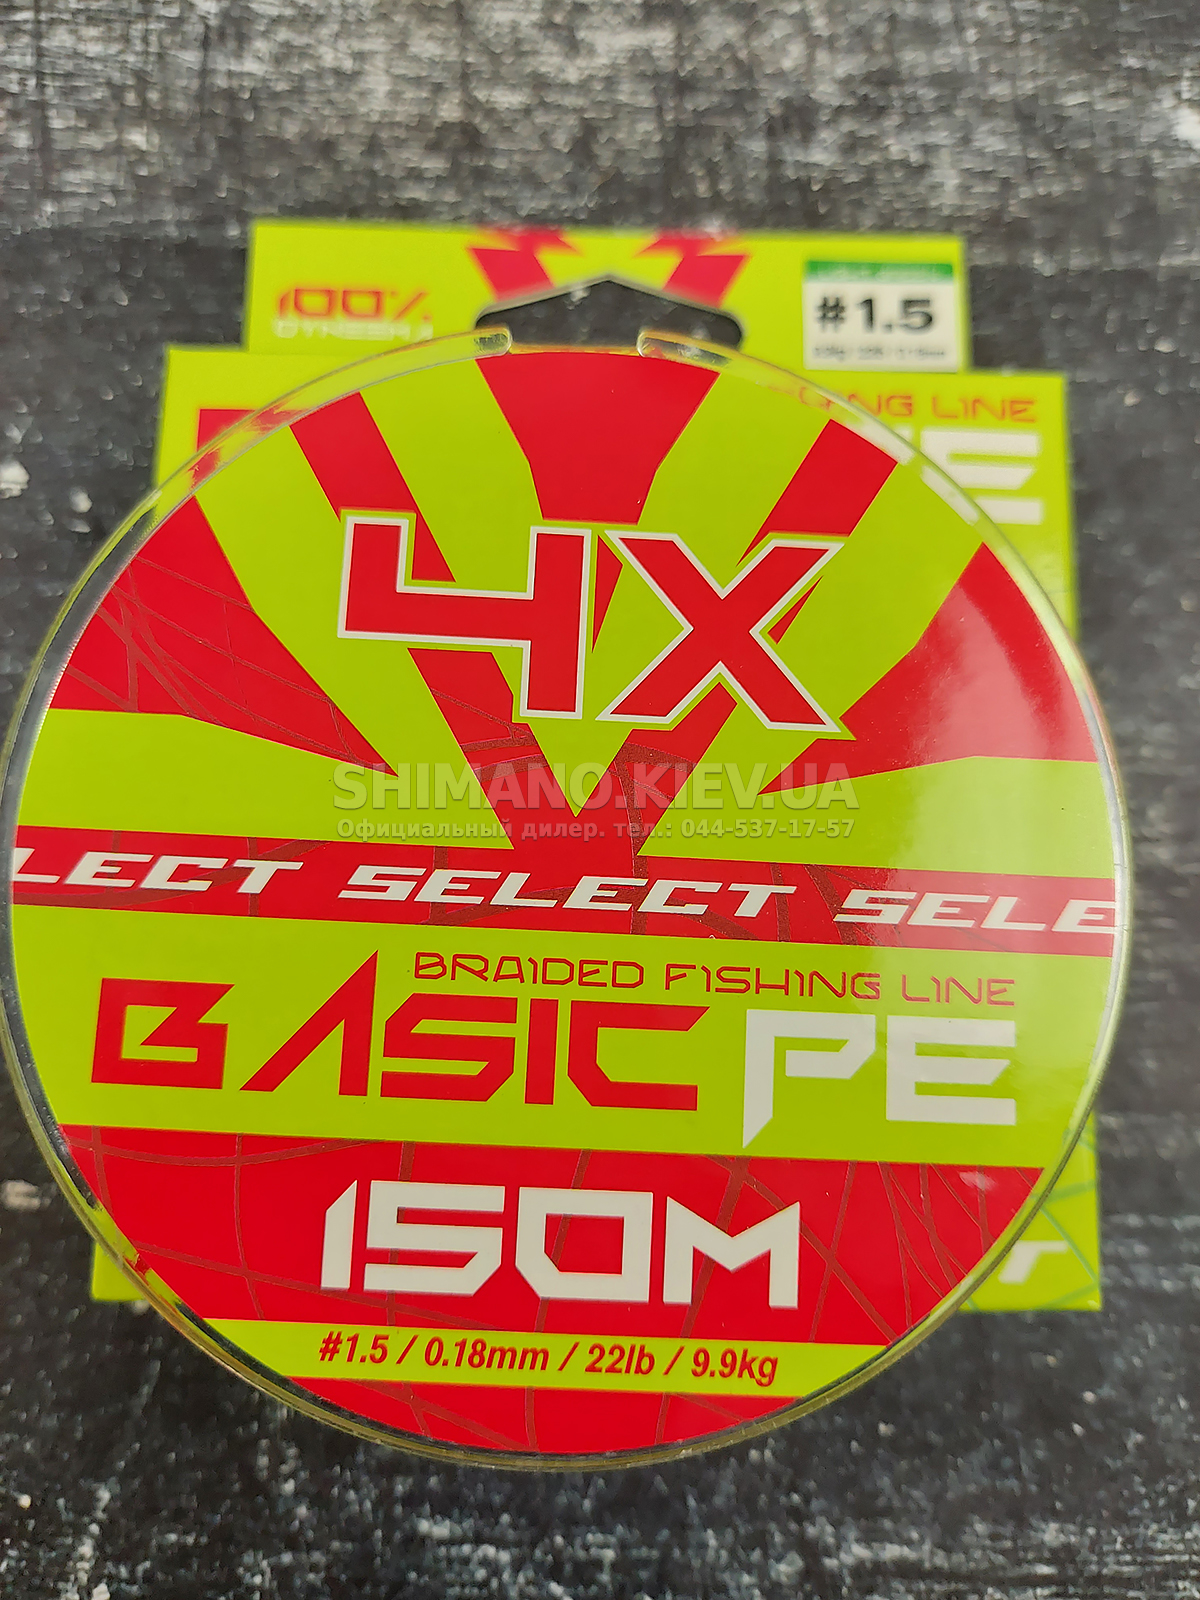 100%
#1.5
LINE
4X
SHIMANO.KIEV.UA
Официальный дилер. тел.: 044-537-17-57
LECT SELECT SELE
BRAIDED FISHING LINE
BASIC PE
150M
#1.5 / 0.18mm / 22lb / 9.9kg